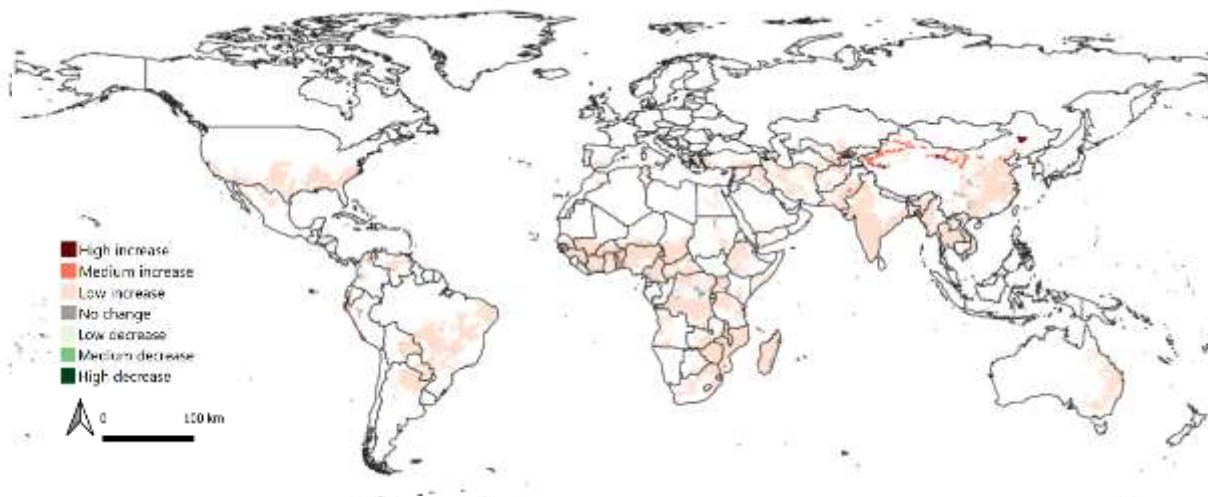 High increase
Medium increase
Low increase
No change
Low decrease
Medium decrease
High decrease
0 100 km